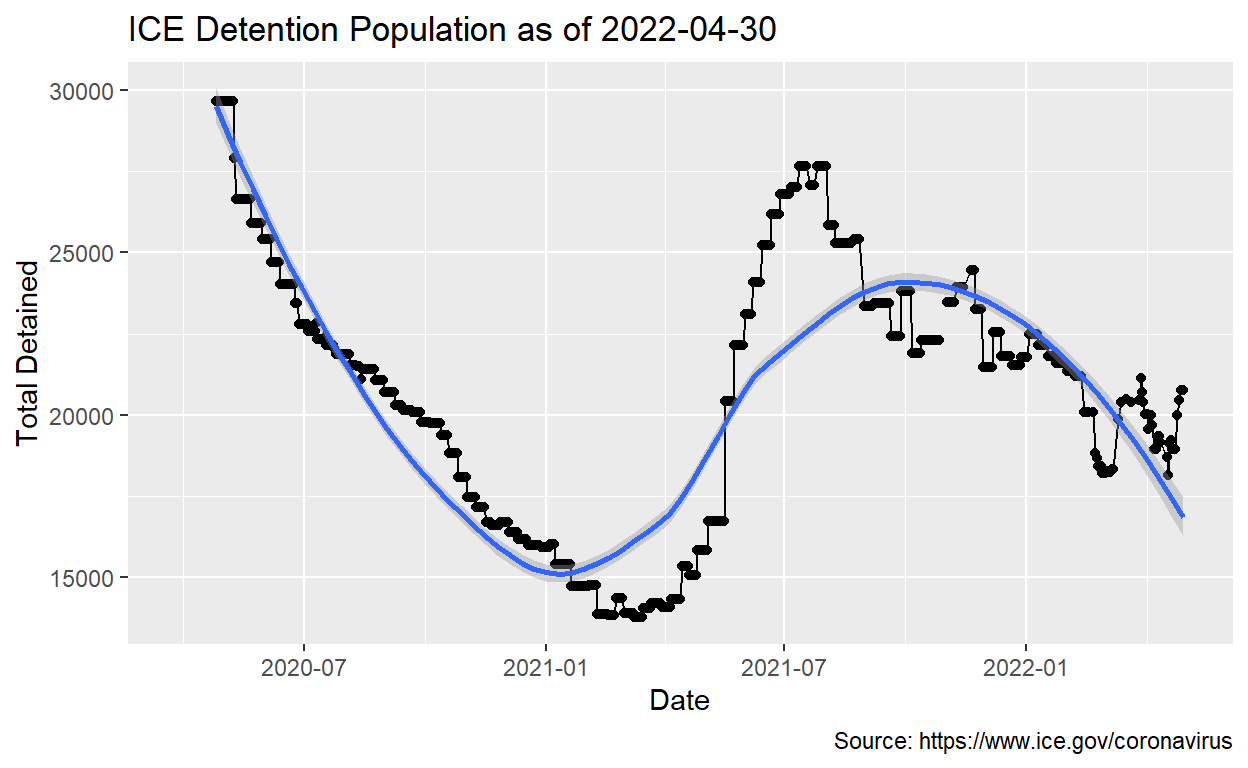 ICE Detention Population as of 2022-04-30
Total Detained
30000
25000
20000
15000
2020-07 2021-01 2021-07 2022-01
Date
Source: https://www.ice.gov/coronavirus